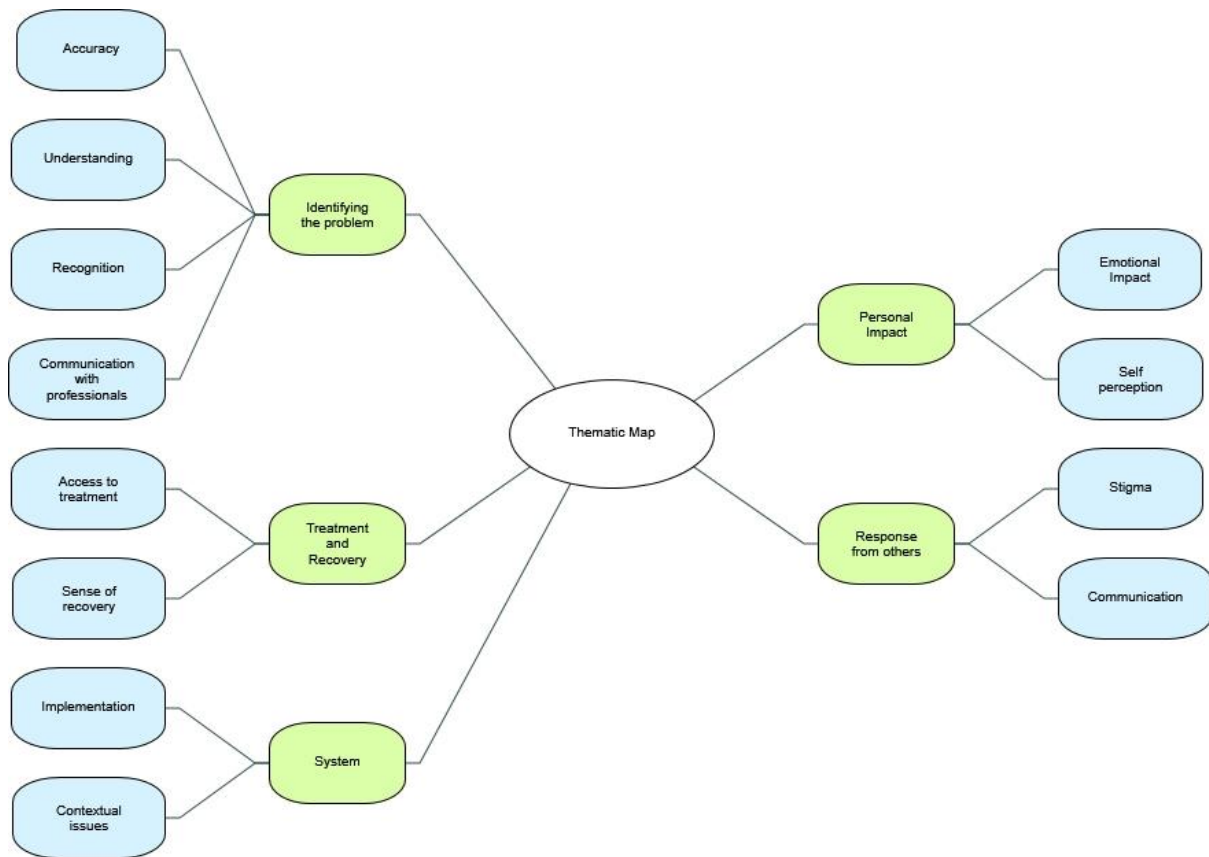 Accuracy
Understanding
Identifying
the problem
Recognition
Communication
with
professionals
Access to
treatment
Treatment
and
Recovery
Sense of
recovery
Implementation
System
Contextual
issues
Thematic Map
Personal
Impact
Emotional
Impact
Self
perception
Response
from others
Stigma
Communication